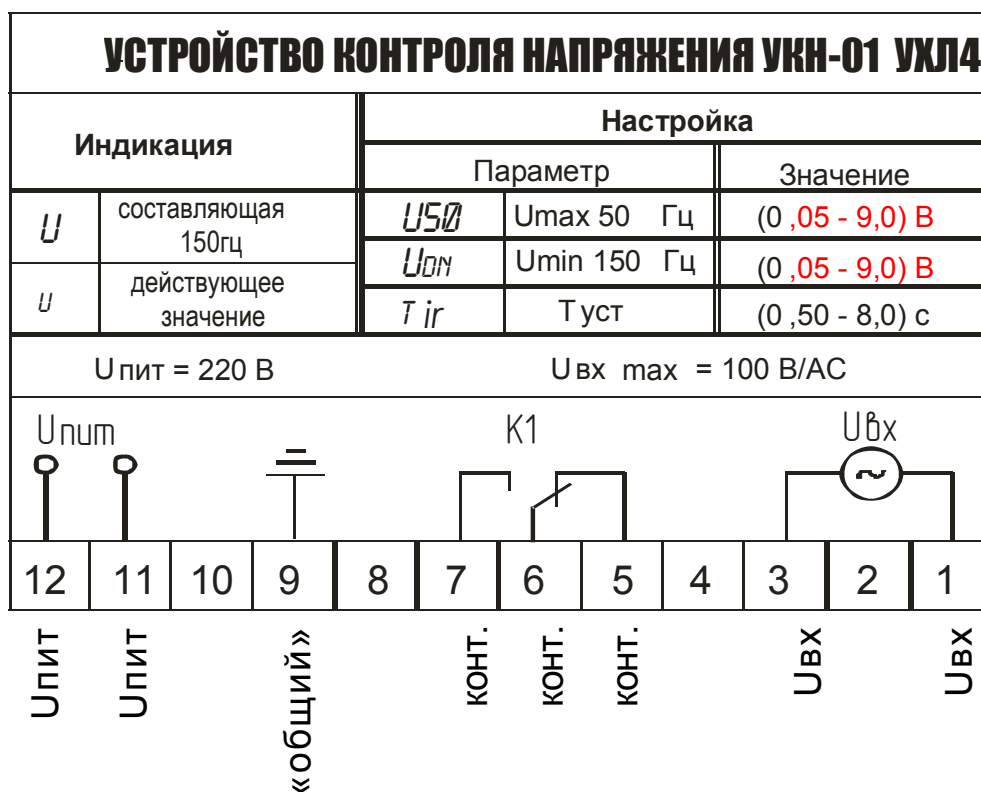 УСТРОЙСТВО КОНТРОЛЯ НАПРЯЖЕНИЯ УКН-01 УХЛ4
Индикация
Настройка
Параметр
Значение
U
составляющая
150гц
U50
Umax 50 Гц
(0 ,05 - 9,0) В
UDM
Umin 150 Гц
(0 ,05 - 9,0) В
U
действующее
значение
T ir
T уст
(0 ,50 - 8,0) с
U пит = 220 В
U вх max = 100 В/АС
Uпит
К1
Uвх
~
12 11 10 9 8 7 6 5 4 3 2 1
Uпит
Uпит
«общий»
конт.
конт.
конт.
Uвх
Uвх